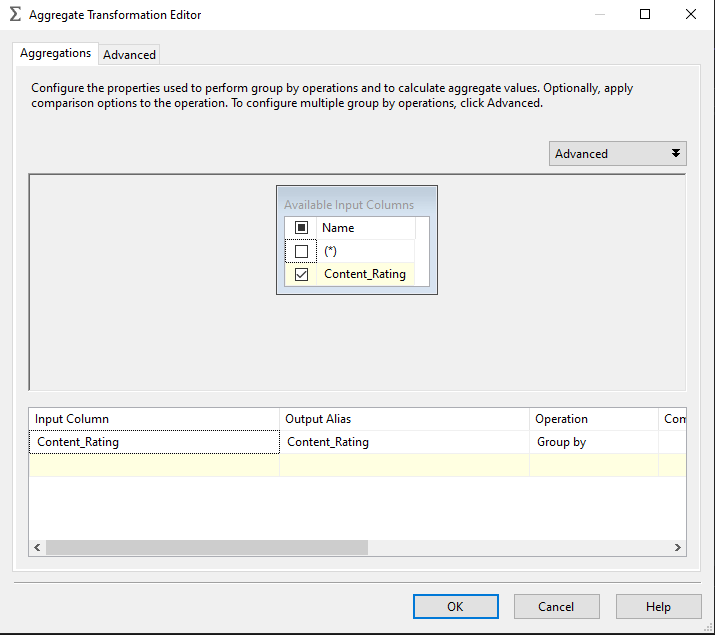 Aggregate Transformation Editor
Aggregations Advanced
Configure the properties used to perform group by operations and to calculate aggregate values. Optionally, apply
comparison options to the operation. To configure multiple group by operations, click Advanced.
Advanced
Available Input Columns
Name
(*)
Content_Rating
Input Column Output Alias Operation Com
Content_Rating Content_Rating Group by
OK Cancel Help